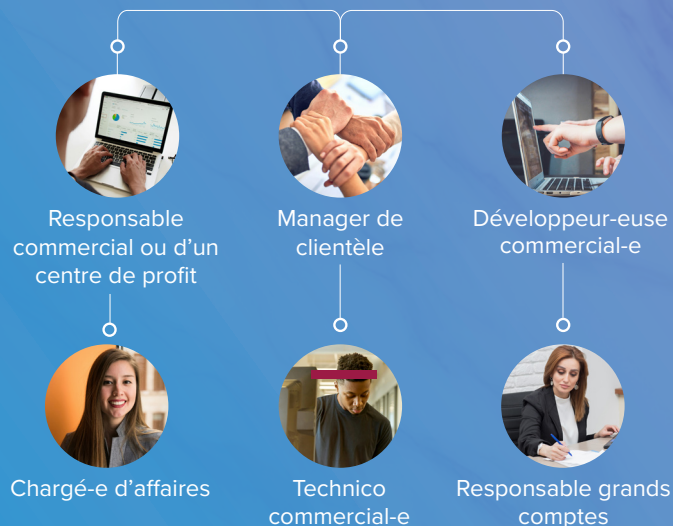 Responsable
commercial ou d’un
centre de profit
Manager de
clientèle
Développeur-euse
commercial-e
Chargé-e d’affaires
Technico
commercial-e
Responsable grands
comptes